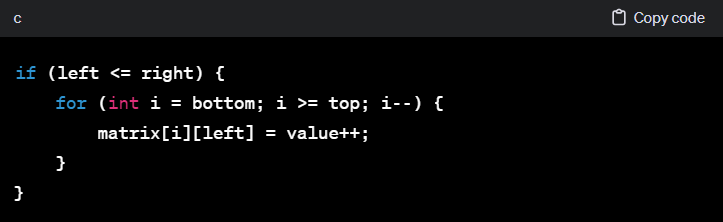 c
Copy code
if (left <= right) {
    for (int i = bottom; i >= top; i--) {
        matrix[i][left] = value++;
    }
}